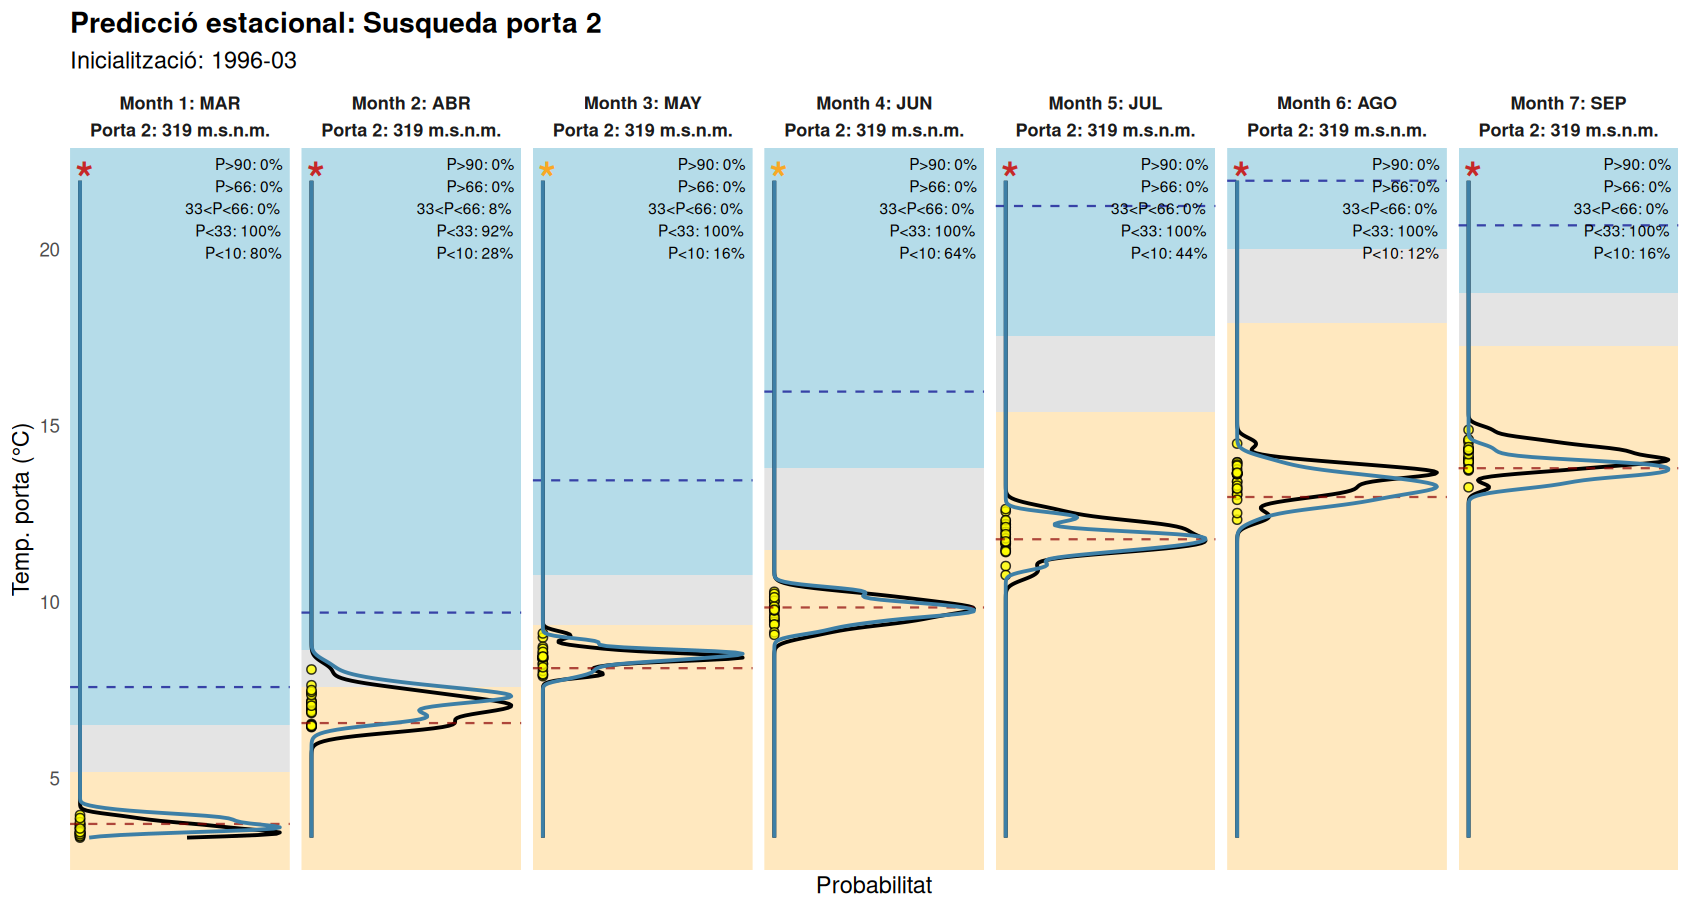 Predicció estacional: Susqueda porta 2
Inicialització: 1996-03
Month 1: MAR
Porta 2: 319 m.s.n.m.
Month 2: ABR
Porta 2: 319 m.s.n.m.
Month 3: MAY
Porta 2: 319 m.s.n.m.
Month 4: JUN
Porta 2: 319 m.s.n.m.
Month 5: JUL
Porta 2: 319 m.s.n.m.
Month 6: AGO
Porta 2: 319 m.s.n.m.
Month 7: SEP
Porta 2: 319 m.s.n.m.
*
P>90: 0%
P>66: 0%
33<P<66: 0%
P<33: 100%
P<10: 80%
*
P>90: 0%
P>66: 0%
33<P<66: 8%
P<33: 92%
P<10: 28%
*
P>90: 0%
P>66: 0%
33<P<66: 0%
P<33: 100%
P<10: 16%
*
P>90: 0%
P>66: 0%
33<P<66: 0%
P<33: 100%
P<10: 64%
*
P>90: 0%
P>66: 0%
33<P<66: 0%
P<33: 100%
P<10: 44%
*
P>90: 0%
P>66: 0%
33<P<66: 0%
P<33: 100%
P<10: 12%
*
P>90: 0%
P>66: 0%
33<P<66: 0%
P<33: 100%
P<10: 16%
20
15
10
5
Temp. porta (°C)
Probabilitat